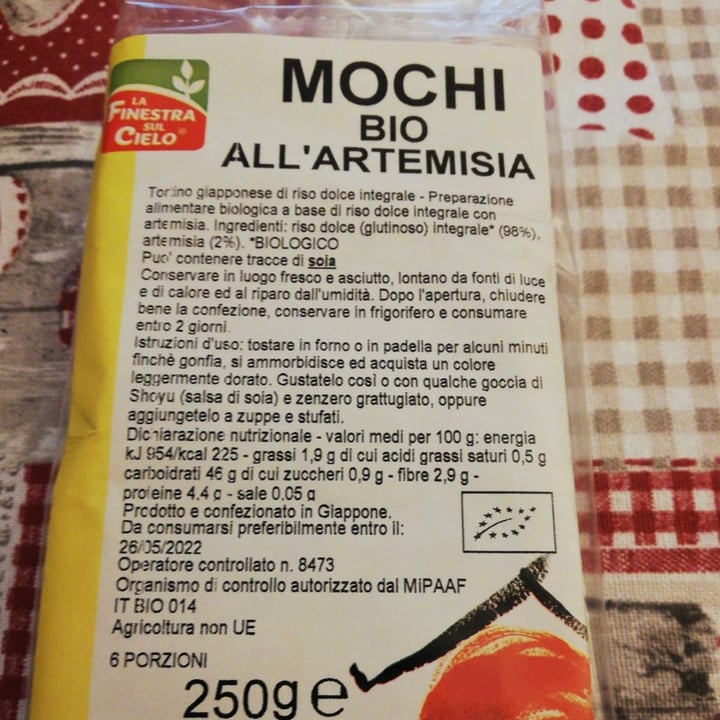 LA
FINESTRA
SUL
CIELO®
MOCHI
BIO
ALL'ARTEMISIA
Tortino giapponese di riso dolce integrale - Preparazione
alimentare biologica a base di riso dolce integrale con
artemisia. Ingredienti: riso dolce (glutinoso) integrale* (98%),
artemisia (2%). *BIOLOGICO
Puo' contenere tracce di soia
Conservare in luogo fresco e asciutto, lontano da fonti di luce
e di calore ed al riparo dall'umidità. Dopo l'apertura, chiudere
bene la confezione, conservare in frigorifero e consumare
entro 2 giorni.
Istruzioni d'uso: tostare in forno o in padella per alcuni minuti
finchè gonfia, si ammorbidisce ed acquista un colore
leggermente dorato. Gustatelo così o con qualche goccia di
Shoyu (salsa di soia) e zenzero grattugiato, oppure
aggiungetelo a zuppe e stufati.
Dichiarazione nutrizionale - valori medi per 100 g: energia
kJ 954/kcal 225 - grassi 1,9 g di cui acidi grassi saturi 0,5 g
carboidrati 46 g di cui zuccheri 0,9 g - fibre 2,9 g -
proteine 4,4 g - sale 0,05 g
Prodotto e confezionato in Giappone.
Da consumarsi preferibilmente entro il:
26/05/2022
Operatore controllato n. 8473
Organismo di controllo autorizzato dal MiPAAF
IT BIO 014
Agricoltura non UE
6 PORZIONI
250g e